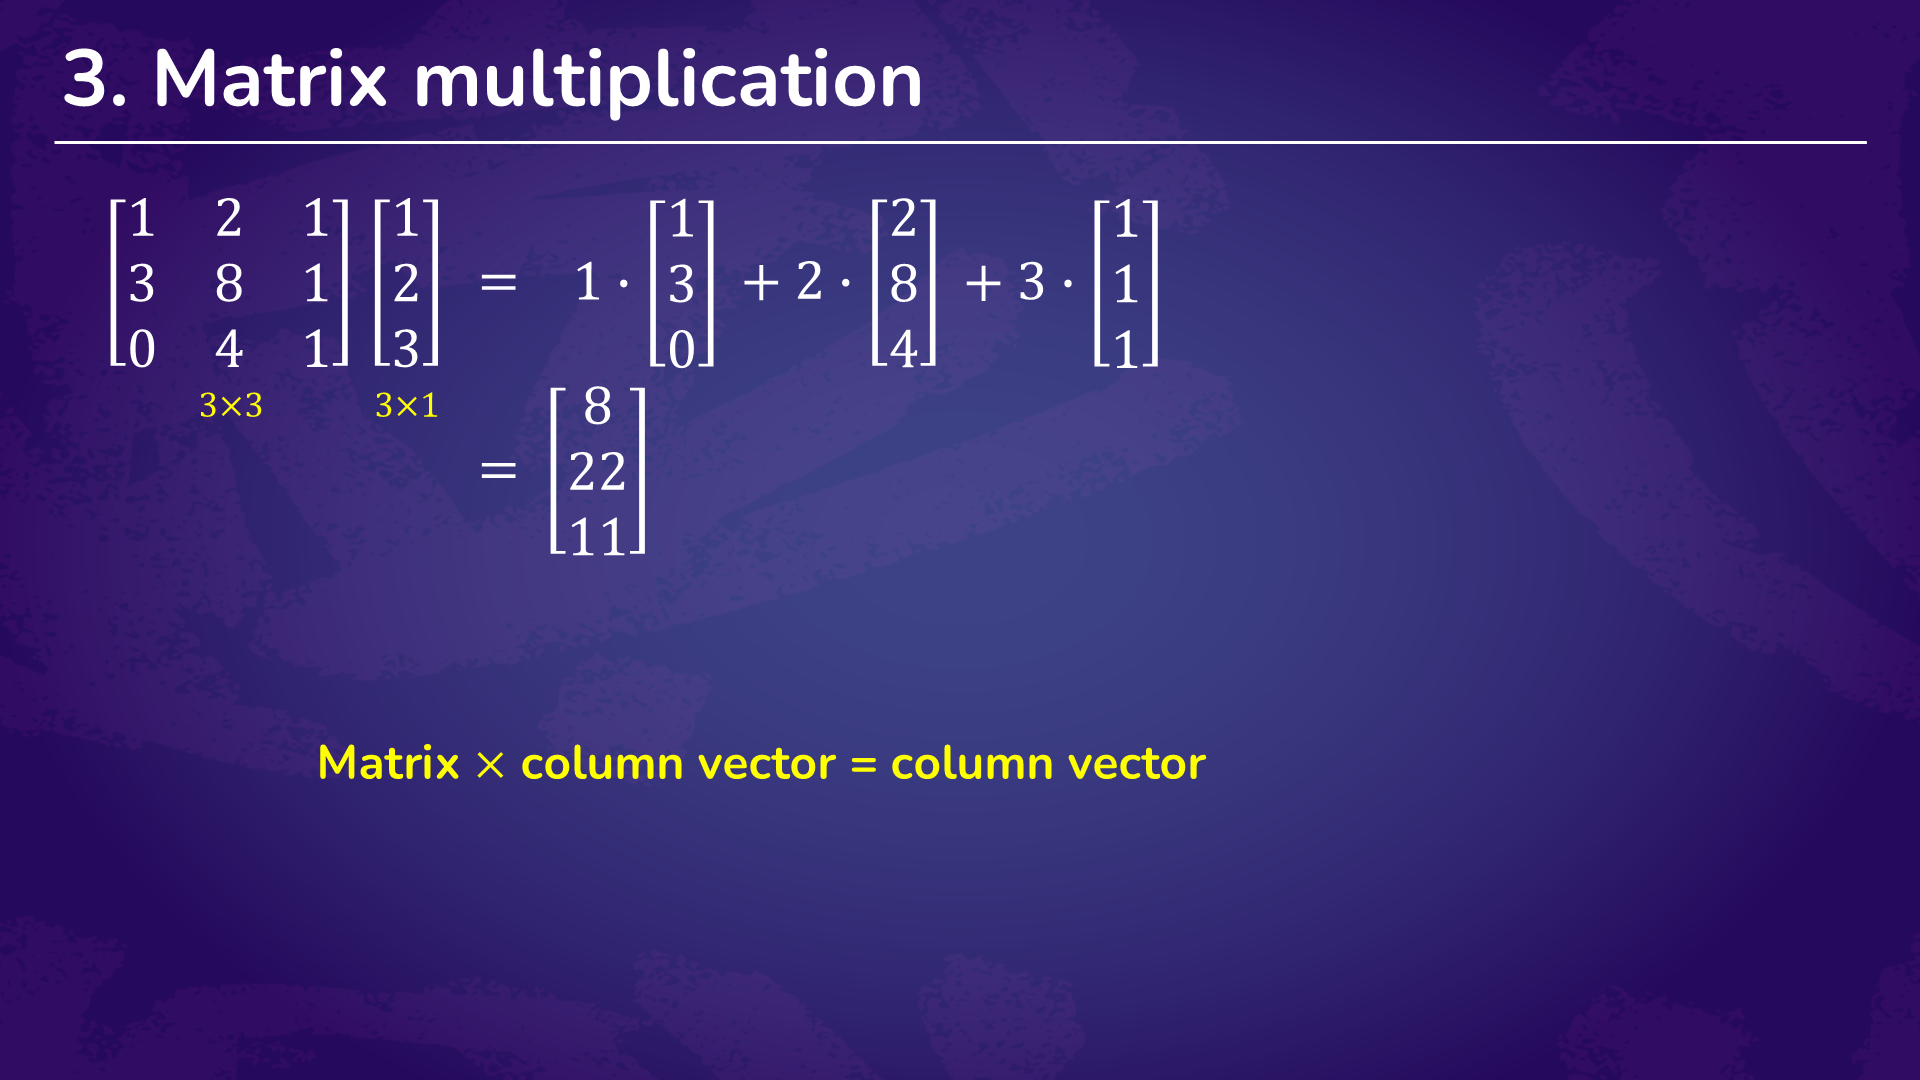 3. Matrix multiplication
[1 2 1] [1] [1] [2] [1]
[3 8 1] [2] = 1 · [3] + 2 · [8] + 3 · [1]
[0 4 1] [3] [0] [4] [1]
3×3 3×1
[8]
= [22]
[11]
Matrix × column vector = column vector